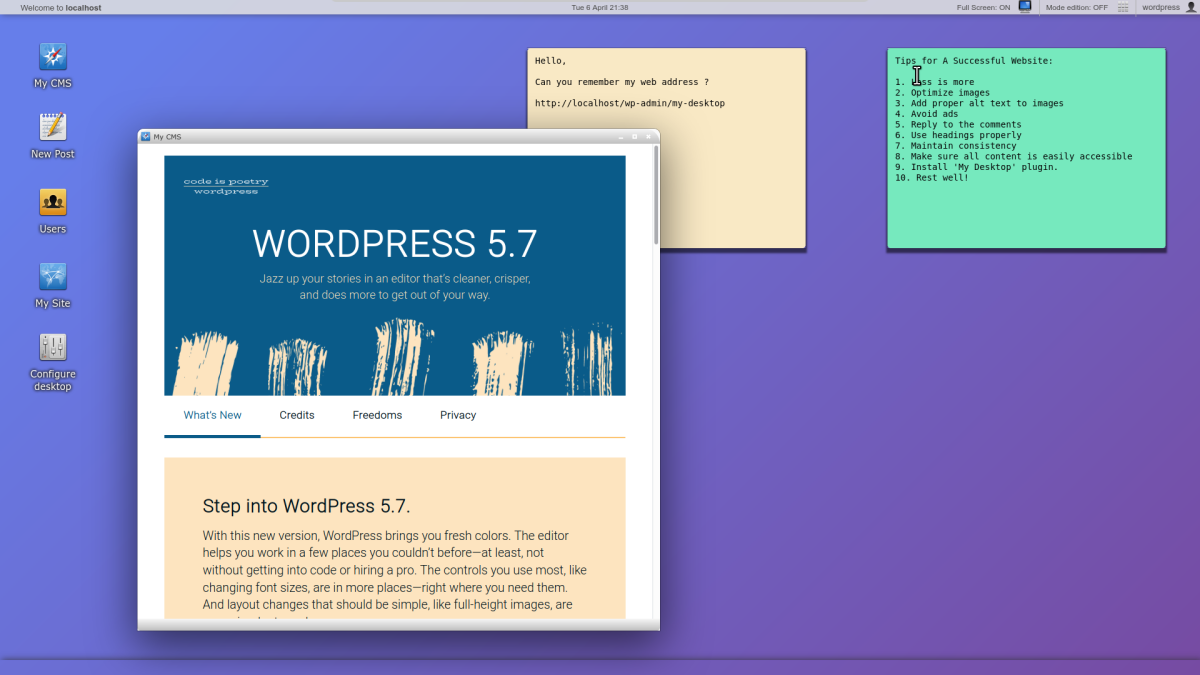 Welcome to localhost
Tue 6 April 21:38
Full Screen: ON
Mode edition: OFF
wordpress
My CMS
New Post
Users
My Site
Configure
desktop
Hello,
Can you remember my web address ?
http://localhost/wp-admin/my-desktop
Tips for A Successful Website:
1. Less is more
2. Optimize images
3. Add proper alt text to images
4. Avoid ads
5. Reply to the comments
6. Use headings properly
7. Maintain consistency
8. Make sure all content is easily accessible
9. Install 'My Desktop' plugin.
10. Rest well!
My CMS
code is poetry
wordpress
WORDPRESS 5.7
Jazz up your stories in an editor that's cleaner, crisper,
and does more to get out of your way.
What's New
Credits
Freedoms
Privacy
Step into WordPress 5.7.
With this new version, WordPress brings you fresh colors. The editor
helps you work in a few places you couldn't before—at least, not
without getting into code or hiring a pro. The controls you use most, like
changing font sizes, are in more places—right where you need them.
And layout changes that should be simple, like full-height images, are